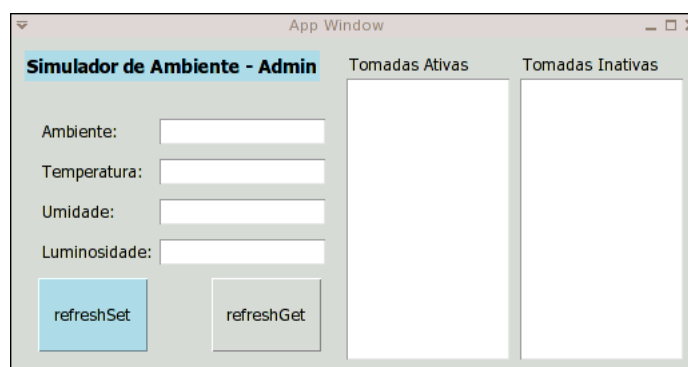 App Window
Simulador de Ambiente - Admin
Tomadas Ativas
Tomadas Inativas
Ambiente:
Temperatura:
Umidade:
Luminosidade:
refreshSet
refreshGet